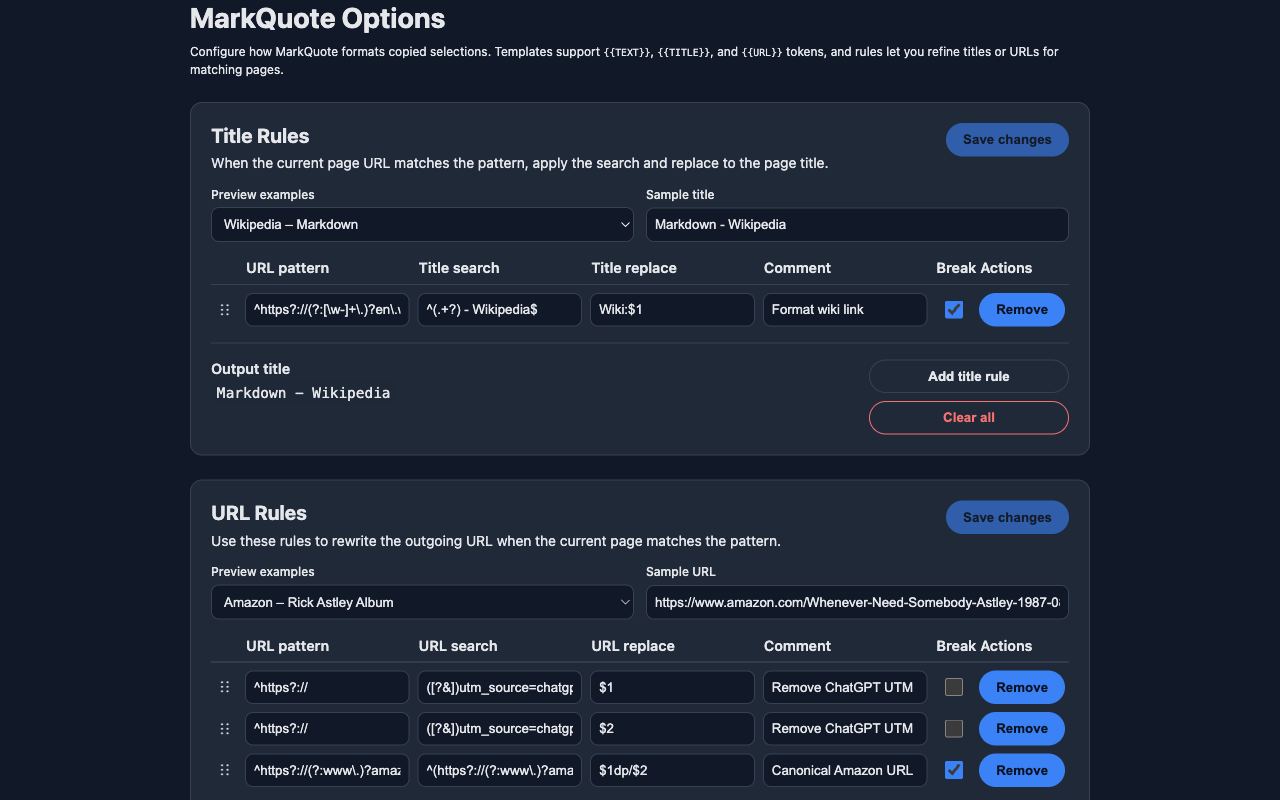 MarkQuote Options
Configure how MarkQuote formats copied selections. Templates support {{TEXT}}, {{TITLE}}, and {{URL}} tokens, and rules let you refine titles or URLs for
matching pages.
Title Rules
Save changes
When the current page URL matches the pattern, apply the search and replace to the page title.
Preview examples Sample title
Wikipedia – Markdown Markdown - Wikipedia
URL pattern Title search Title replace Comment Break Actions
^https?://(?:[\w-]+\.)?en\.\ ^(.+?) - Wikipedia$ Wiki:$1 Format wiki link Remove
Output title
Markdown – Wikipedia
Add title rule
Clear all
URL Rules
Save changes
Use these rules to rewrite the outgoing URL when the current page matches the pattern.
Preview examples Sample URL
Amazon – Rick Astley Album https://www.amazon.com/Whenever-Need-Somebody-Astley-1987-0
URL pattern URL search URL replace Comment Break Actions
^https?:// ([?&])utm_source=chatgp $1 Remove ChatGPT UTM Remove
^https?:// ([?&])utm_source=chatgp $2 Remove ChatGPT UTM Remove
^https?://(?:www\.)?amaz ^(https?://(?:www\.)?ama $1dp/$2 Canonical Amazon URL Remove